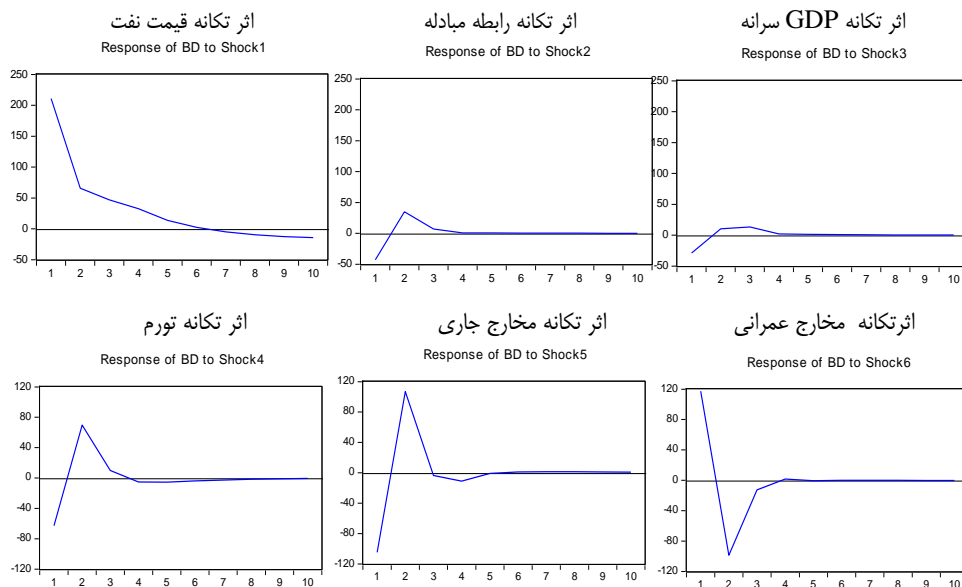 اثر تکانه قیمت نفت
Response of BD to Shock1
250
200
150
100
50
0
-50
1 2 3 4 5 6 7 8 9 10
اثر تکانه رابطه مبادله
Response of BD to Shock2
250
200
150
100
50
0
-50
1 2 3 4 5 6 7 8 9 10
اثر تکانه GDP سرانه
Response of BD to Shock3
250
200
150
100
50
0
-50
1 2 3 4 5 6 7 8 9 10
اثر تکانه تورم
Response of BD to Shock4
120
80
40
0
-40
-80
-120
1 2 3 4 5 6 7 8 9 10
اثر تکانه مخارج جاری
Response of BD to Shock5
120
80
40
0
-40
-80
-120
1 2 3 4 5 6 7 8 9 10
اثرتکانه مخارج عمرانی
Response of BD to Shock6
120
80
40
0
-40
-80
-120
1 2 3 4 5 6 7 8 9 10